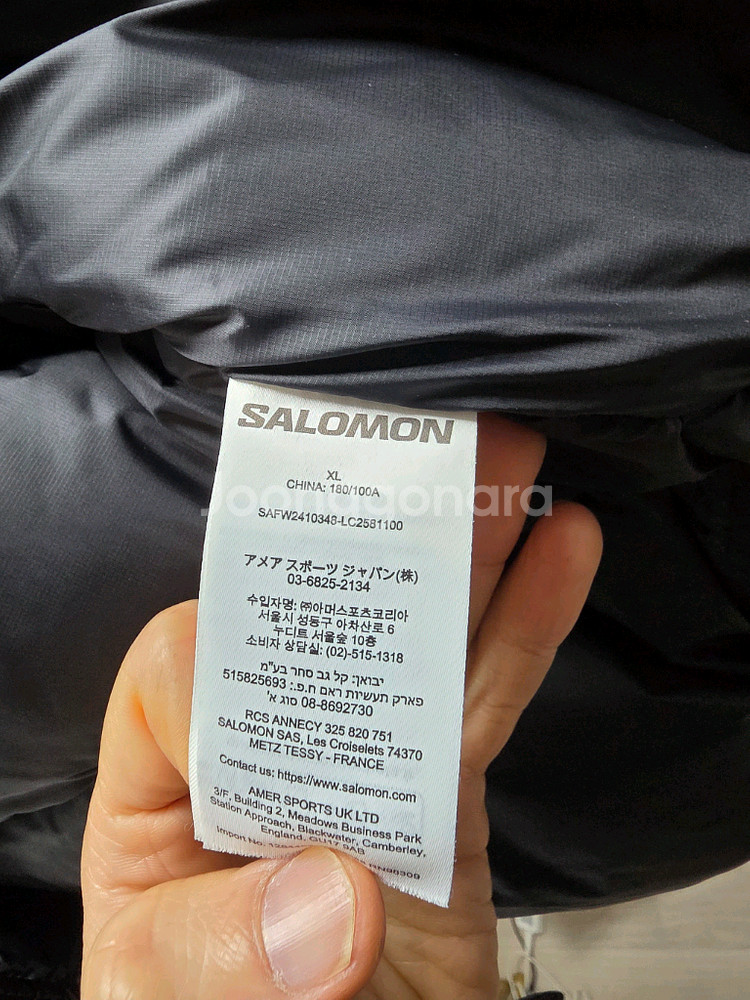 SALOMON
XL
CHINA: 180/100A
Joonggonara
SAFW2410348-LC2581100
アメア スポーツ ジャパン(株)
03-6825-2134
수입자명: ㈜아머스포츠코리아
서울시 성동구 아차산로 6
누디트 서울숲 10층
소비자 상담실: (02)-515-1318
יבואן: קל גב סחר בע"מ
פארק תעשיות ראם ח.פ.: 515825693
08-8692730 סוג א'
RCS ANNECY 325 820 751
SALOMON SAS, Les Croiselets 74370
METZ TESSY - FRANCE
Contact us: https://www.salomon.com
AMER SPORTS UK LTD
3/F, Building 2, Meadows Business Park
Station Approach, Blackwater, Camberley,
England, GU17 9AB
Import No. RN98309